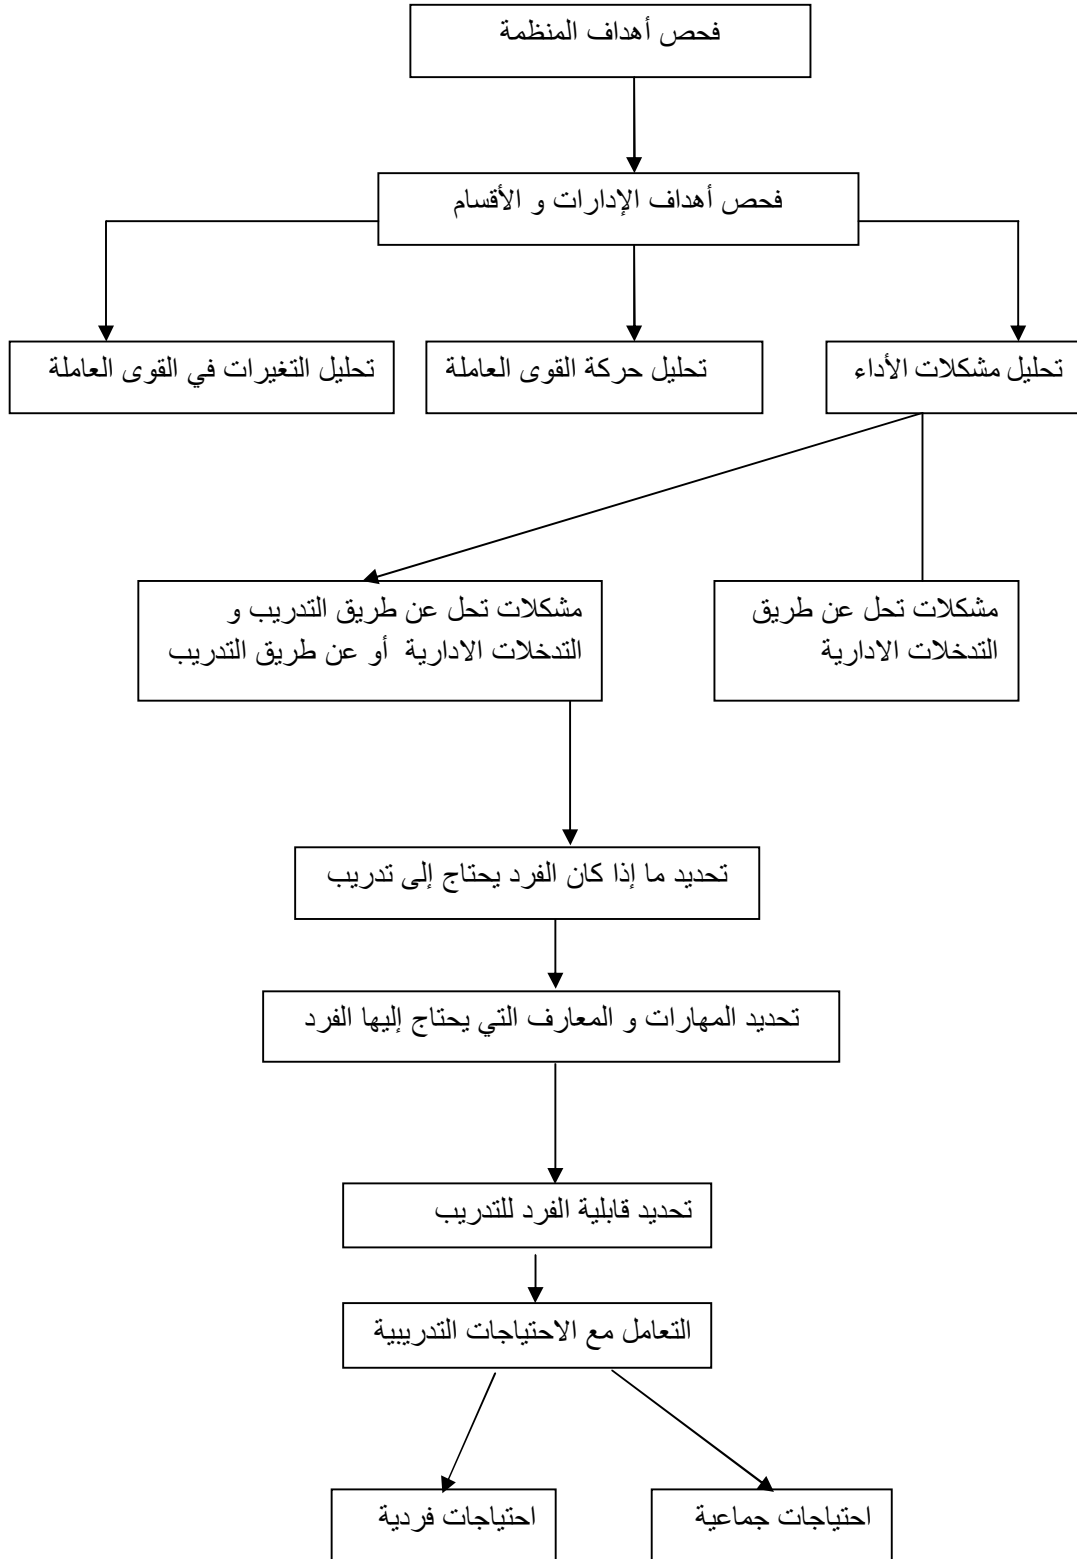 فحص أهداف المنظمة
فحص أهداف الإدارات و الأقسام
تحليل مشكلات الأداء
تحليل حركة القوى العاملة
تحليل التغيرات في القوى العاملة
مشكلات تحل عن طريق
التدخلات الادارية
مشكلات تحل عن طريق التدريب و
التدخلات الادارية أو عن طريق التدريب
تحديد ما إذا كان الفرد يحتاج إلى تدريب
تحديد المهارات و المعارف التي يحتاج إليها الفرد
تحديد قابلية الفرد للتدريب
التعامل مع الاحتياجات التدريبية
احتياجات جماعية
احتياجات فردية